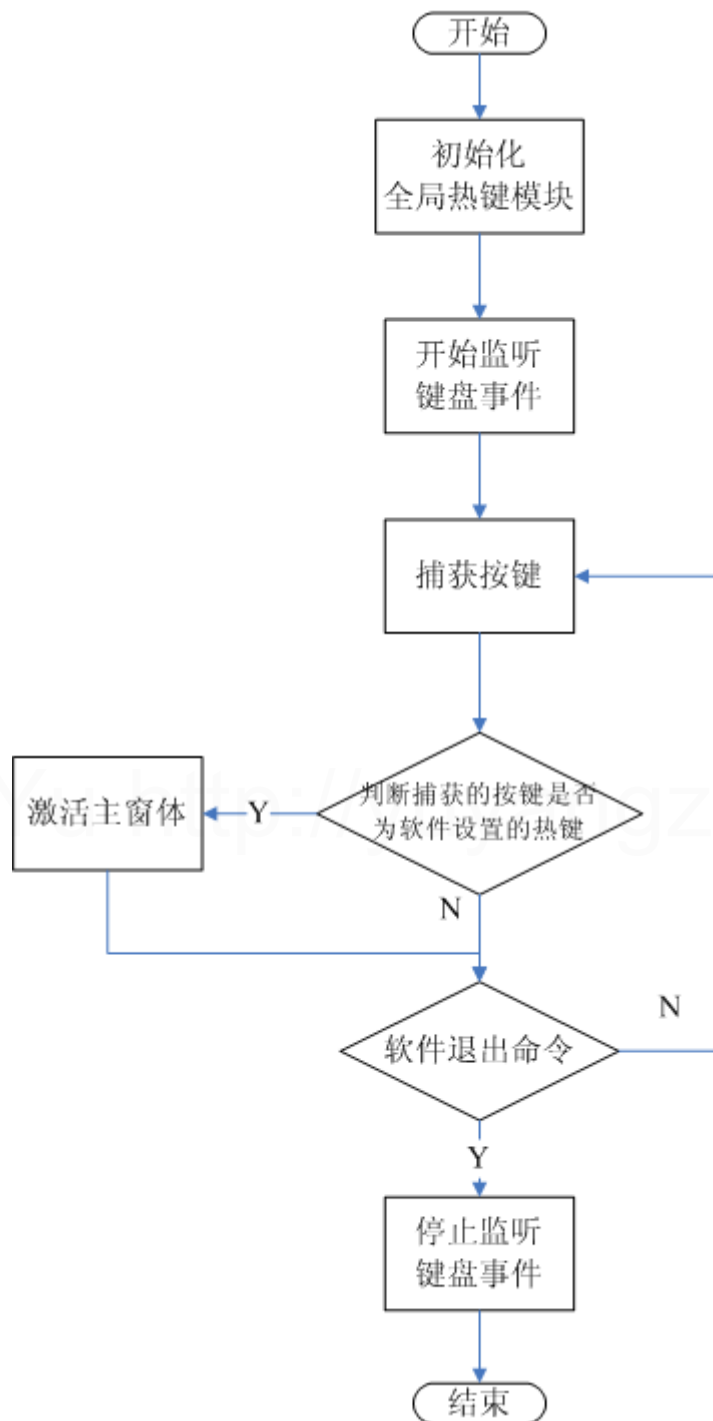 开始
初始化
全局热键模块
开始监听
键盘事件
捕获按键
判断捕获的按键是否
为软件设置的热键
Y
激活主窗体
N
软件退出命令
N
Y
停止监听
键盘事件
结束